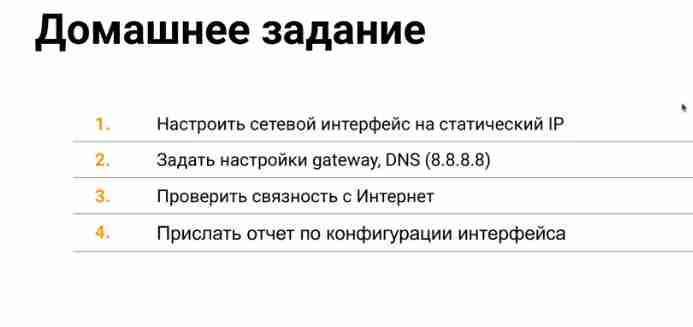 Домашнее задание
1. Настроить сетевой интерфейс на статический IP
2. Задать настройки gateway, DNS (8.8.8.8)
3. Проверить связность с Интернет
4. Прислать отчет по конфигурации интерфейса